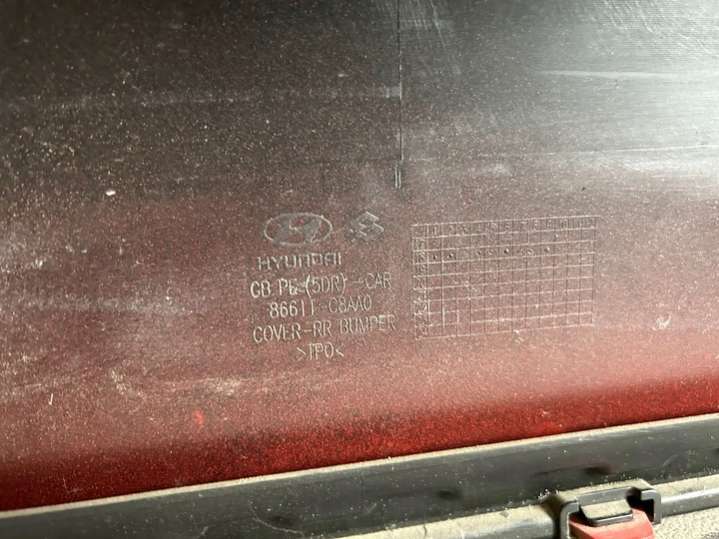 HYUNDAI
GB PE (5DR) -CAR
86611-C8AA0
COVER-RR BUMPER
>TPO<